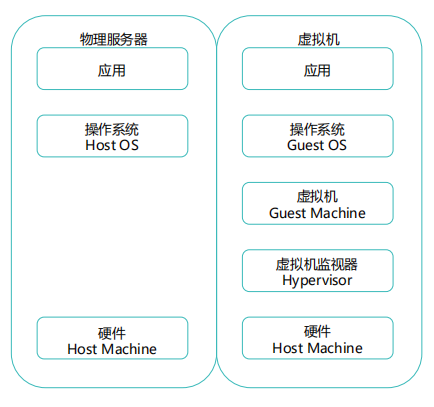 物理服务器
应用
操作系统
Host OS
硬件
Host Machine
虚拟机
应用
操作系统
Guest OS
虚拟机
Guest Machine
虚拟机监视器
Hypervisor
硬件
Host Machine